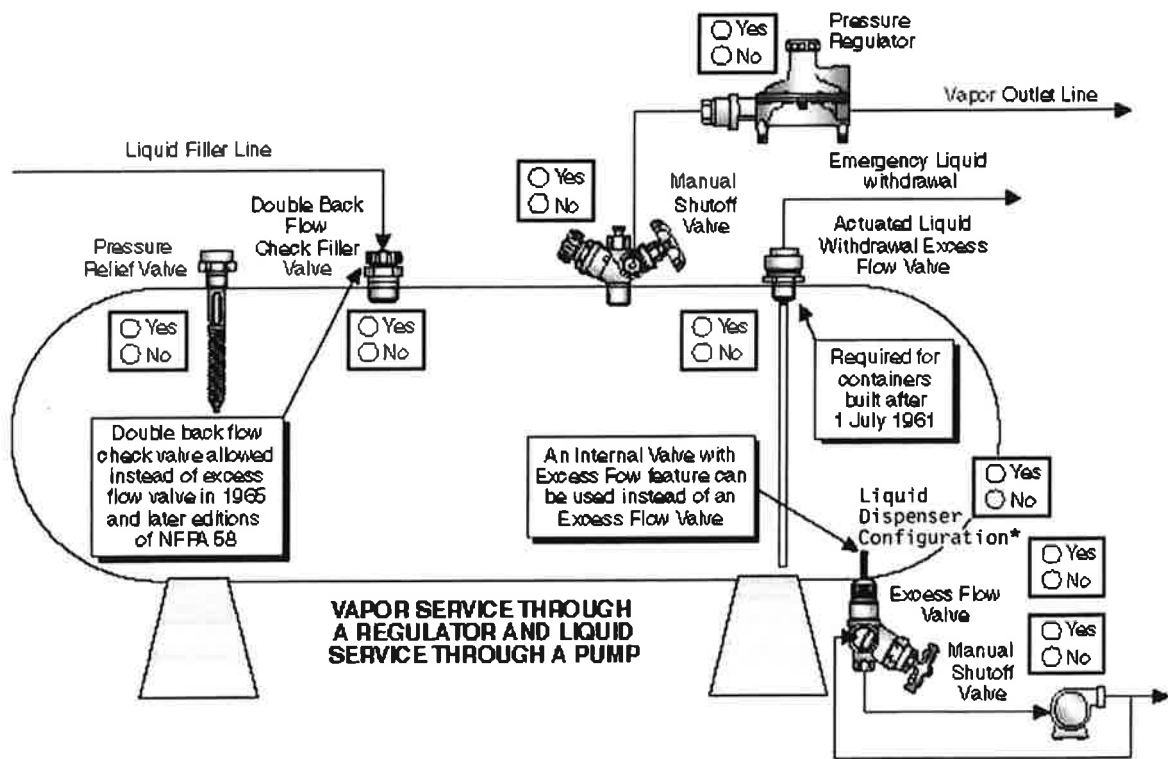 Yes
No
Pressure
Regulator
Vapor Outlet Line
Liquid Filler Line
Yes
No
Manual
Shutoff
Valve
Emergency Liquid
withdrawal
Double Back
Flow
Check Filler
Valve
Pressure
Relief Valve
Actuated Liquid
Withdrawal Excess
Flow Valve
Yes
No
Yes
No
Yes
No
Required for
containers
built after
1 July 1961
Double back flow
check valve allowed
instead of excess
flow valve in 1965
and later editions
of NFPA 58
An Internal Valve with
Excess Fow feature can
be used instead of an
Excess Flow Valve
Yes
No
Liquid
Dispenser
Configuration*
Yes
No
Excess Flow
Valve
VAPOR SERVICE THROUGH
A REGULATOR AND LIQUID
SERVICE THROUGH A PUMP
Yes
No
Manual
Shutoff
Valve